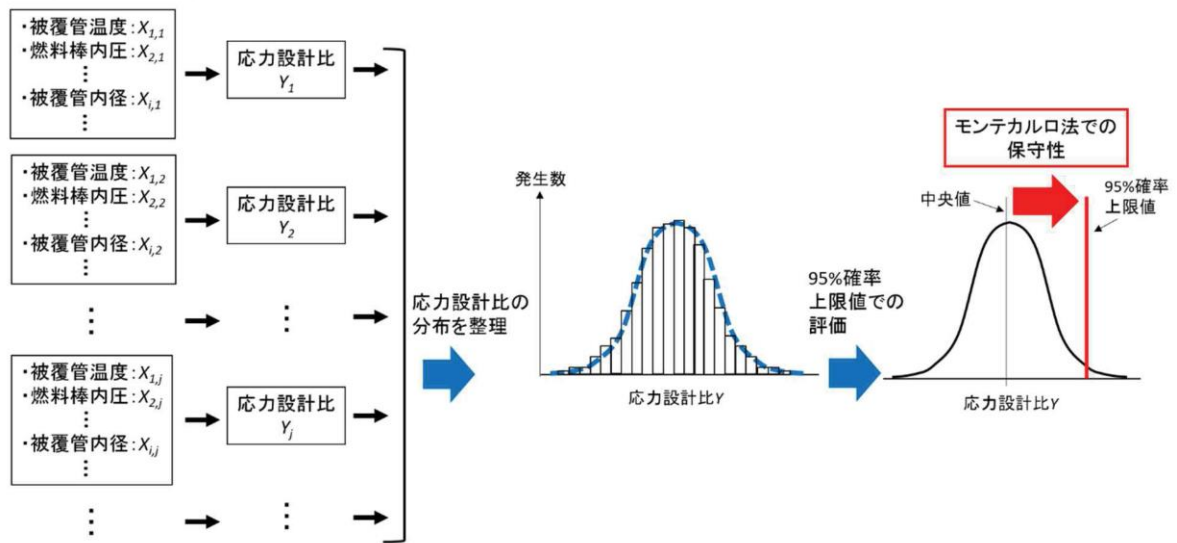 ・被覆管温度：X1,1
・燃料棒内圧：X2,1
⋮
・被覆管内径：Xi,1
⋮
応力設計比
Y1
・被覆管温度：X1,2
・燃料棒内圧：X2,2
⋮
・被覆管内径：Xi,2
⋮
応力設計比
Y2
⋮
⋮
・被覆管温度：X1,j
・燃料棒内圧：X2,j
⋮
・被覆管内径：Xi,j
⋮
応力設計比
Yj
⋮
⋮
応力設計比の
分布を整理
発生数
応力設計比Y
95%確率
上限値での
評価
モンテカルロ法での
保守性
中央値
95%確率
上限値
応力設計比Y